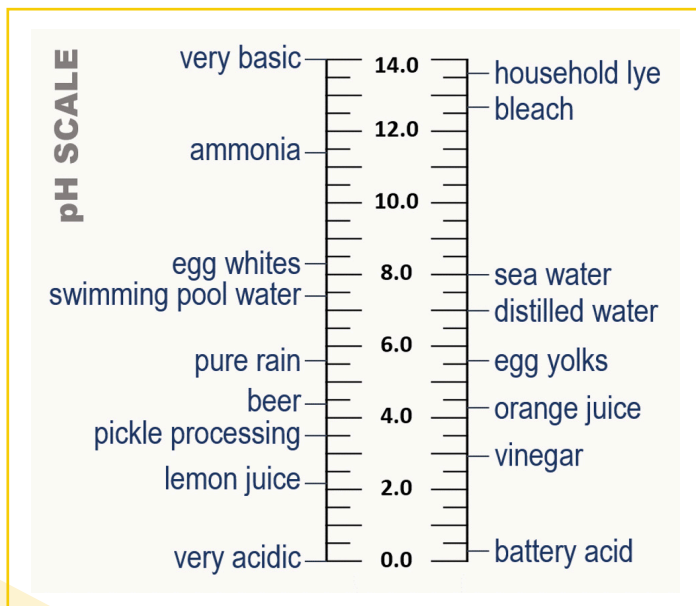 pH SCALE
very basic
ammonia
egg whites
swimming pool water
pure rain
beer
pickle processing
lemon juice
very acidic
14.0
12.0
10.0
8.0
6.0
4.0
2.0
0.0
household lye
bleach
sea water
distilled water
egg yolks
orange juice
vinegar
battery acid